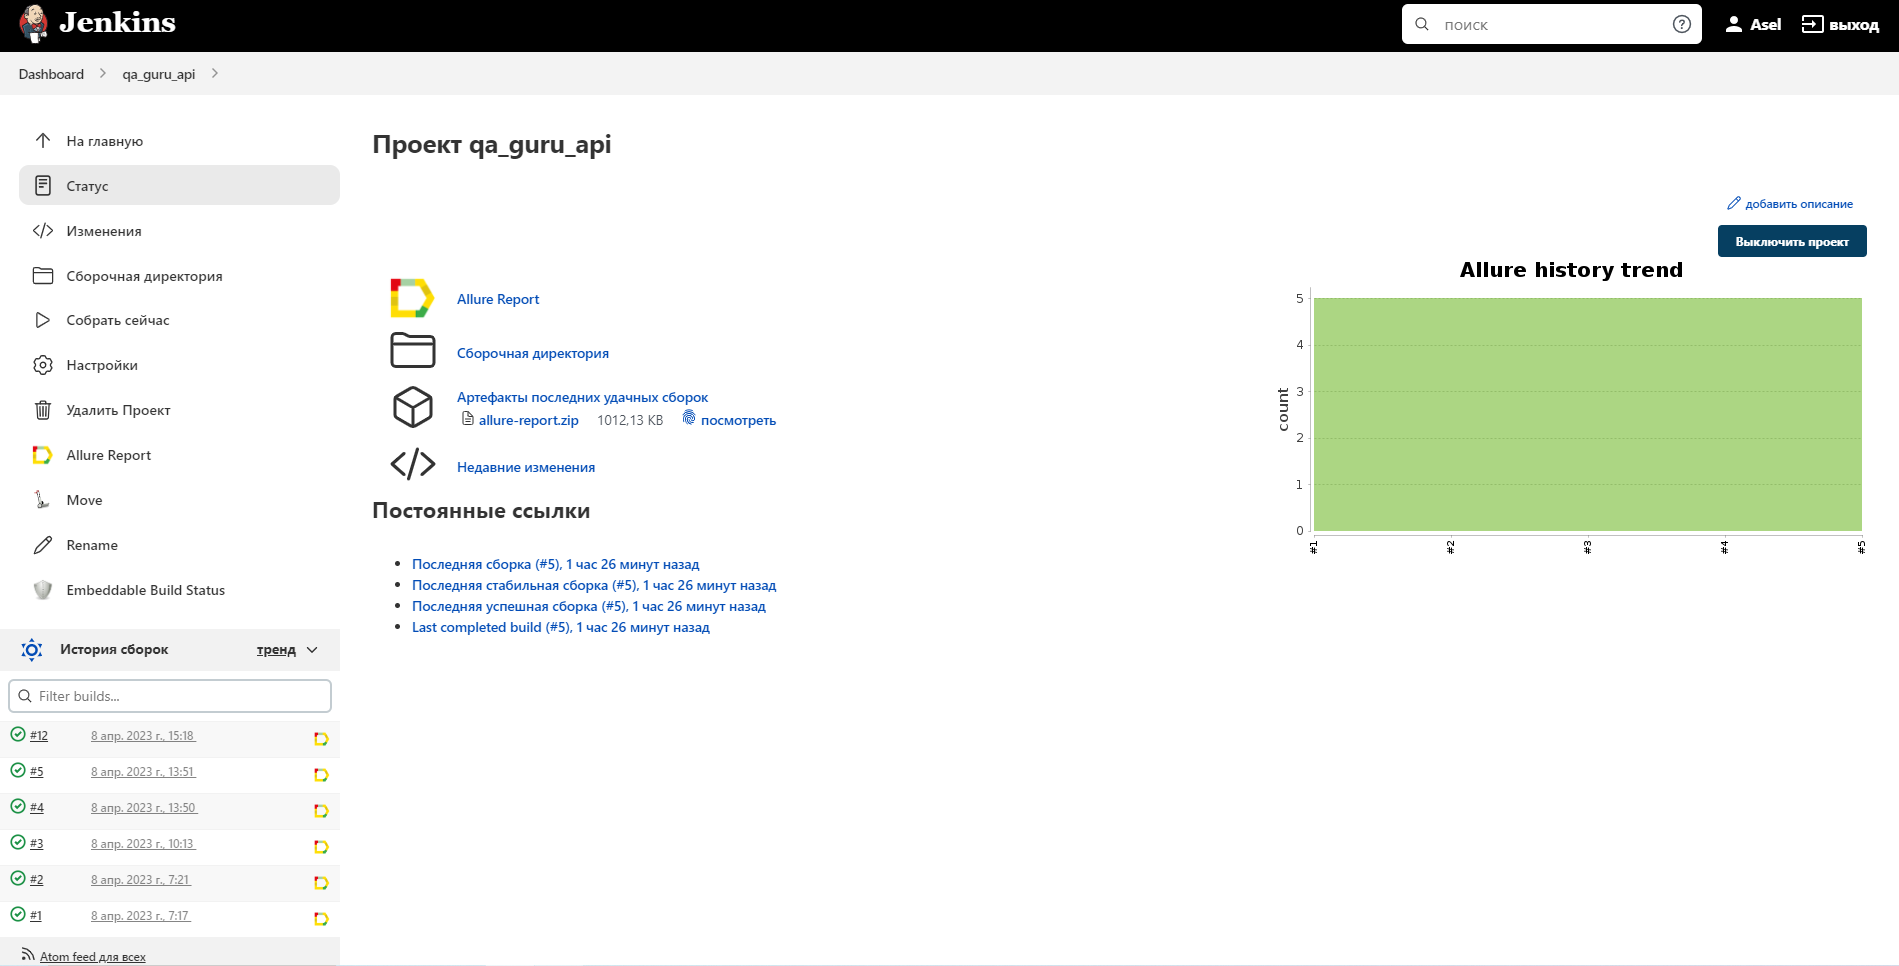 Jenkins
поиск
Asel
выход
Dashboard
qa_guru_api
На главную
Статус
Изменения
Сборочная директория
Собрать сейчас
Настройки
Удалить Проект
Allure Report
Move
Rename
Embeddable Build Status
История сборок
тренд
Filter builds...
#12 8 апр. 2023 г., 15:18
#5 8 апр. 2023 г., 13:51
#4 8 апр. 2023 г., 13:50
#3 8 апр. 2023 г., 10:13
#2 8 апр. 2023 г., 7:21
#1 8 апр. 2023 г., 7:17
Atom feed для всех
Проект qa_guru_api
добавить описание
Выключить проект
Allure Report
Сборочная директория
Артефакты последних удачных сборок
allure-report.zip 1012,13 KB посмотреть
Недавние изменения
Постоянные ссылки
Последняя сборка (#5), 1 час 26 минут назад
Последняя стабильная сборка (#5), 1 час 26 минут назад
Последняя успешная сборка (#5), 1 час 26 минут назад
Last completed build (#5), 1 час 26 минут назад
Allure history trend
count
5
4
3
2
1
0
#1 #2 #3 #4 #5